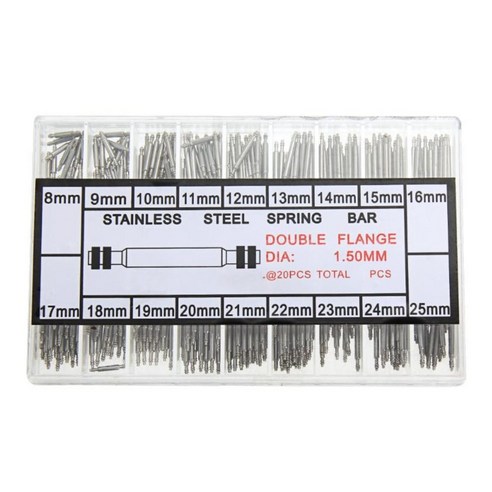 8mm 9mm 10mm 11mm 12mm 13mm 14mm 15mm 16mm
STAINLESS STEEL SPRING BAR
DOUBLE FLANGE
DIA: 1.50MM
.@20PCS TOTAL PCS
17mm 18mm 19mm 20mm 21mm 22mm 23mm 24mm 25mm